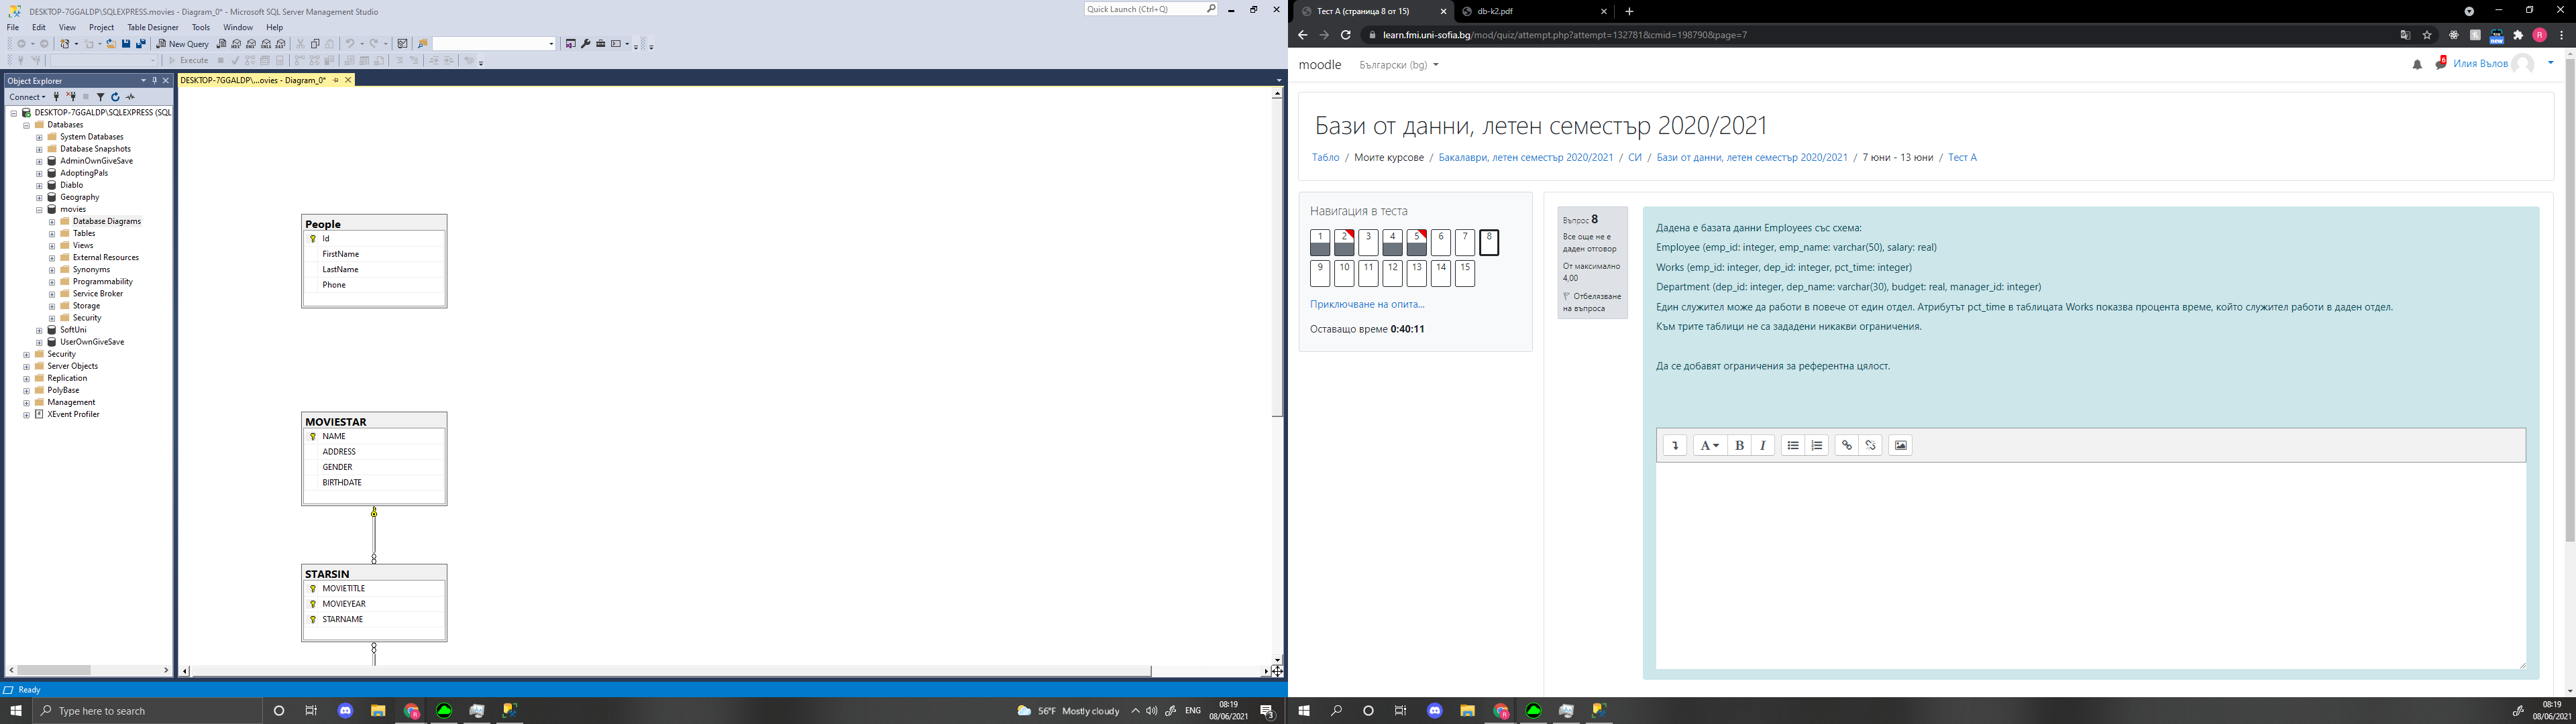 DESKTOP-7GGALDP\SQLEXPRESS.movies - Diagram_0* - Microsoft SQL Server Management Studio
Quick Launch (Ctrl+Q)
File Edit View Project Table Designer Tools Window Help
New Query
Execute
Object Explorer
Connect
DESKTOP-7GGALDP\SQLEXPRESS (SQL
Databases
System Databases
Database Snapshots
AdminOwnGiveSave
AdoptingPals
Diablo
Geography
movies
Database Diagrams
Tables
Views
External Resources
Synonyms
Programmability
Service Broker
Storage
Security
SoftUni
UserOwnGiveSave
Security
Server Objects
Replication
PolyBase
Management
XEvent Profiler
DESKTOP-7GGALDP\...ovies - Diagram_0*
People
Id
FirstName
LastName
Phone
MOVIESTAR
NAME
ADDRESS
GENDER
BIRTHDATE
STARSIN
MOVIETITLE
MOVIEYEAR
STARNAME
Ready
Type here to search
56°F Mostly cloudy
ENG
08:19
08/06/2021
3
Тест A (страница 8 от 15)
db-k2.pdf
learn.fmi.uni-sofia.bg/mod/quiz/attempt.php?attempt=132781&cmid=198790&page=7
new
R
moodle
Български (bg)
6
Илия Вълов
Бази от данни, летен семестър 2020/2021
Табло / Моите курсове / Бакалаври, летен семестър 2020/2021 / СИ / Бази от данни, летен семестър 2020/2021 / 7 юни - 13 юни / Тест A
Навигация в теста
1 2 3 4 5 6 7 8
9 10 11 12 13 14 15
Приключване на опита...
Оставащо време 0:40:11
Въпрос 8
Все още не е
даден отговор
От максимално
4,00
Отбелязване
на въпроса
Дадена е базата данни Employees със схема:
Employee (emp_id: integer, emp_name: varchar(50), salary: real)
Works (emp_id: integer, dep_id: integer, pct_time: integer)
Department (dep_id: integer, dep_name: varchar(30), budget: real, manager_id: integer)
Един служител може да работи в повече от един отдел. Атрибутът pct_time в таблицата Works показва процента време, който служител работи в даден отдел.
Към трите таблици не са зададени никакви ограничения.
Да се добавят ограничения за референтна цялост.
A B I
08:19
08/06/2021